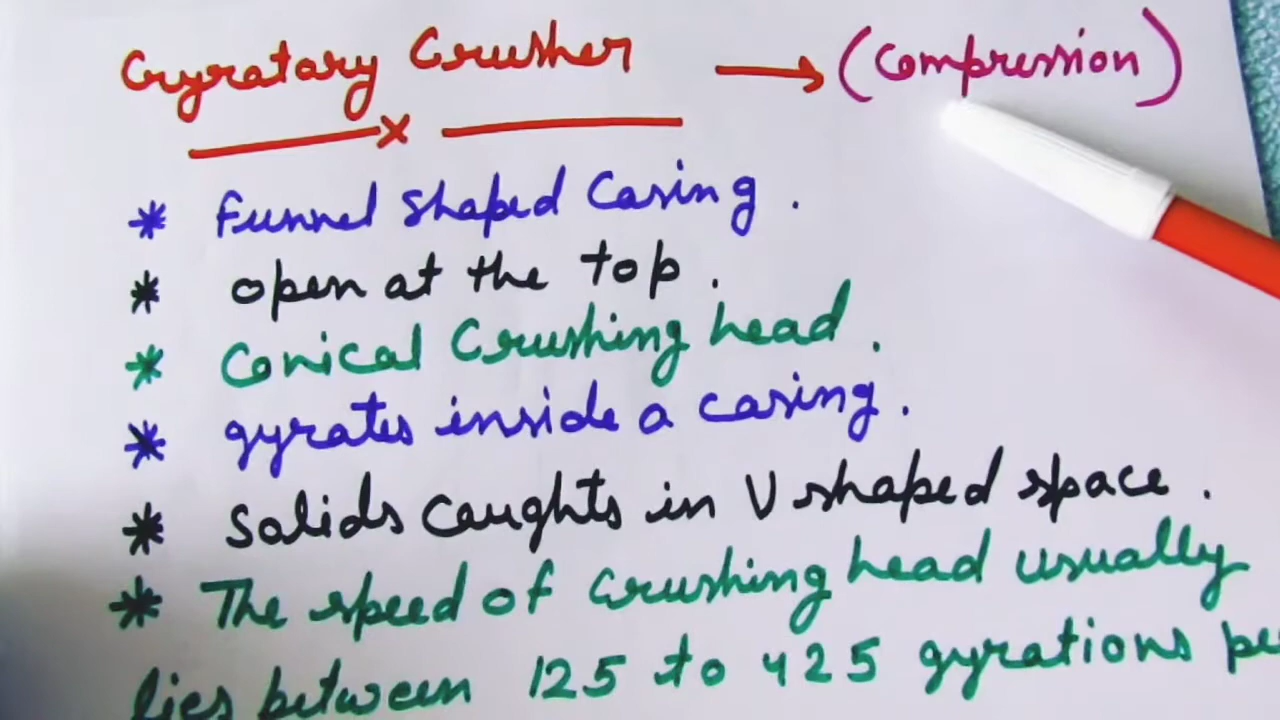 Gyratary Crusher → (Compression)
* Funnel shaped Casing.
* open at the top.
* Conical Crushing head.
* gyrates inside a casing.
* Solids Caughts in V shaped space.
* The speed of Crushing head usually
lies between 125 to 425 gyrations